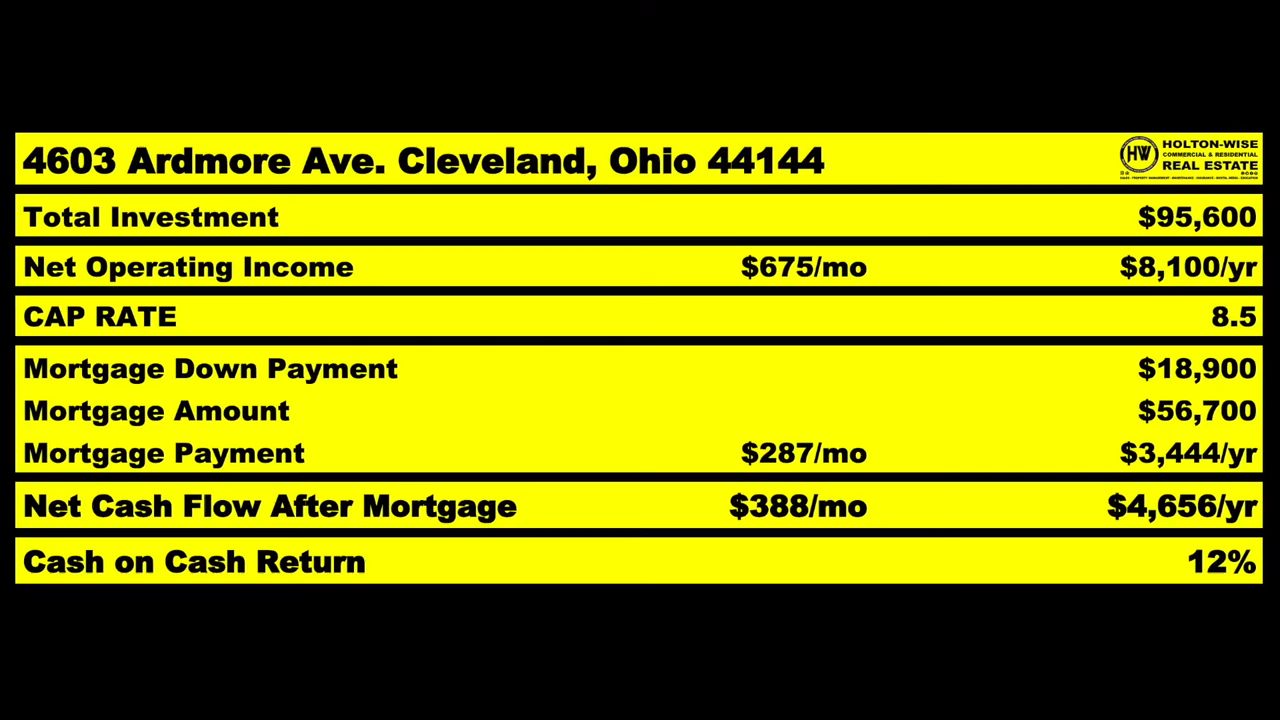 4603 Ardmore Ave. Cleveland, Ohio 44144
HW
HOLTON-WISE
COMMERCIAL & RESIDENTIAL
REAL ESTATE
Total Investment $95,600
Net Operating Income $675/mo $8,100/yr
CAP RATE 8.5
Mortgage Down Payment $18,900
Mortgage Amount $56,700
Mortgage Payment $287/mo $3,444/yr
Net Cash Flow After Mortgage $388/mo $4,656/yr
Cash on Cash Return 12%